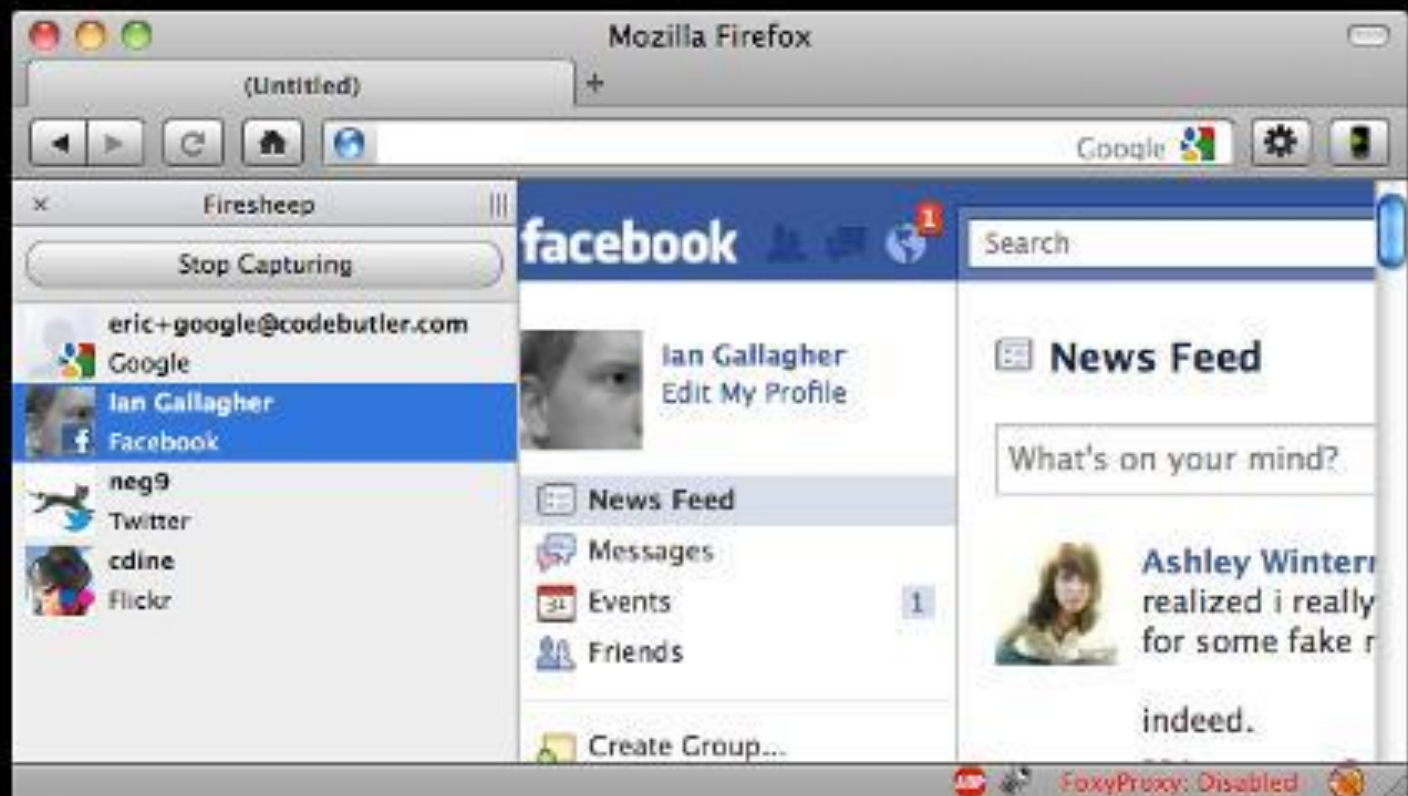 Mozilla Firefox
(Untitled)
+
Google
Firesheep
Stop Capturing
eric+google@codebutler.com
Google
Ian Gallagher
Facebook
neg9
Twitter
cdine
Flickr
facebook
1
Search
Ian Gallagher
Edit My Profile
News Feed
Messages
Events 1
Friends
Create Group...
News Feed
What's on your mind?
Ashley
realized i really
for some fake
indeed.
ABP
FoxyProxy: Disabled